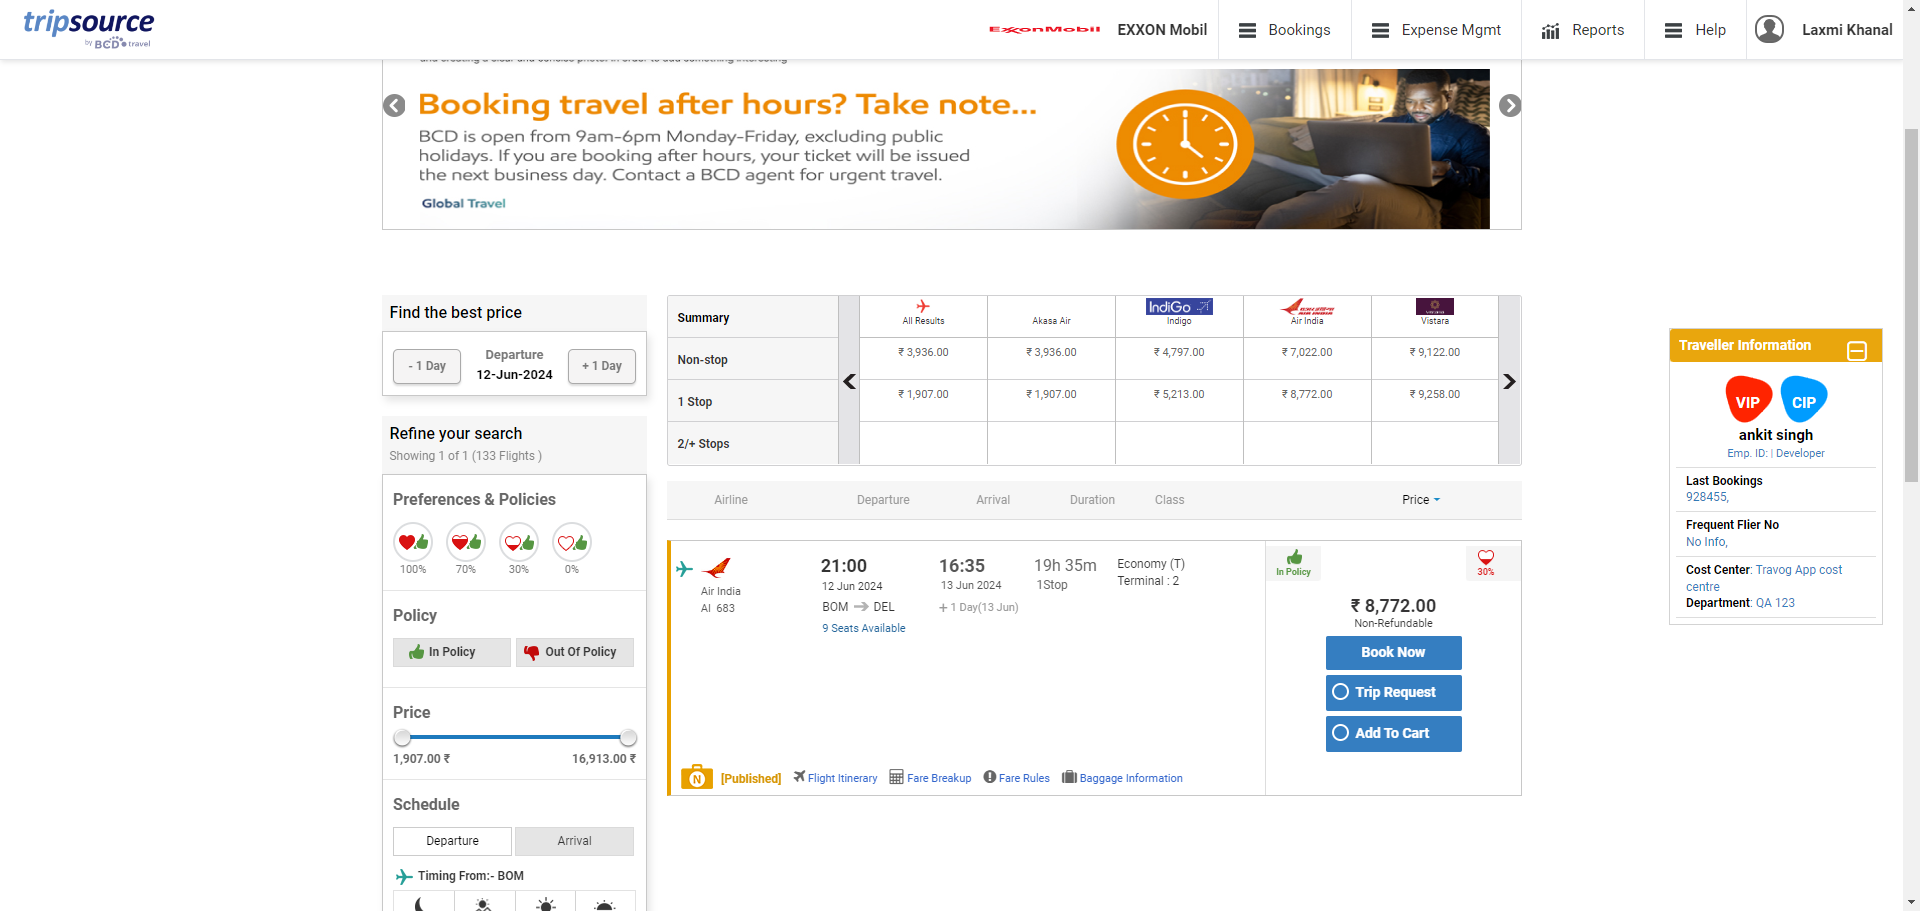 tripsource
by BCD travel
ExxonMobil
EXXON Mobil
Bookings
Expense Mgmt
Reports
Help
Laxmi Khanal
Booking travel after hours? Take note...
BCD is open from 9am-6pm Monday-Friday, excluding public
holidays. If you are booking after hours, your ticket will be issued
the next business day. Contact a BCD agent for urgent travel.
Global Travel
Find the best price
- 1 Day
Departure
12-Jun-2024
+ 1 Day
Refine your search
Showing 1 of 1 (133 Flights )
Preferences & Policies
100%
70%
30%
0%
Policy
In Policy
Out Of Policy
Price
1,907.00 ₹
16,913.00 ₹
Schedule
Departure
Arrival
Timing From:- BOM
Summary
All Results
Akasa Air
IndiGo
Indigo
Air India
Vistara
Non-stop
₹ 3,936.00
₹ 3,936.00
₹ 4,797.00
₹ 7,022.00
₹ 9,122.00
1 Stop
₹ 1,907.00
₹ 1,907.00
₹ 5,213.00
₹ 8,772.00
₹ 9,258.00
2/+ Stops
Airline
Departure
Arrival
Duration
Class
Price
Air India
AI 683
21:00
12 Jun 2024
BOM
DEL
9 Seats Available
16:35
13 Jun 2024
+ 1 Day(13 Jun)
19h 35m
1Stop
Economy (T)
Terminal : 2
In Policy
30%
₹ 8,772.00
Non-Refundable
Book Now
Trip Request
Add To Cart
N
[Published]
Flight Itinerary
Fare Breakup
Fare Rules
Baggage Information
Traveller Information
VIP
CIP
ankit singh
Emp. ID: | Developer
Last Bookings
928455,
Frequent Flier No
No Info,
Cost Center: Travog App cost
centre
Department: QA 123